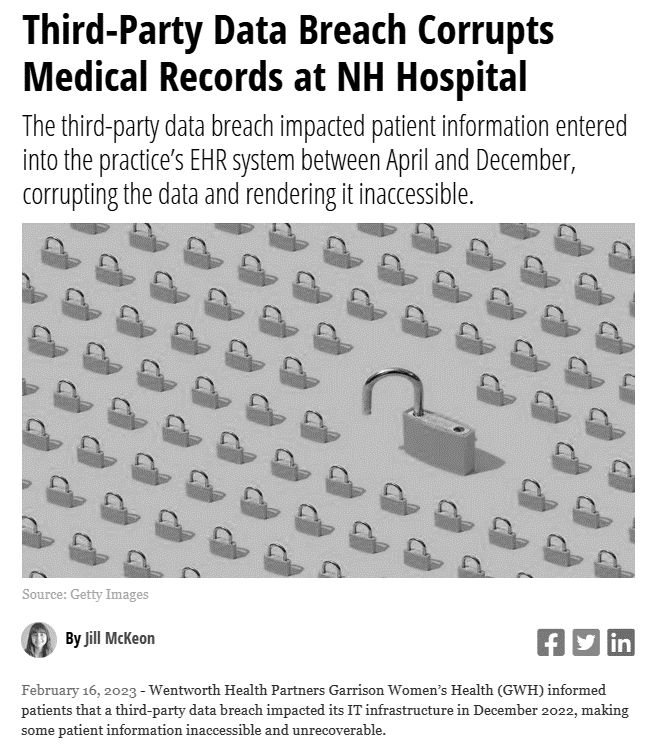 Third-Party Data Breach Corrupts
Medical Records at NH Hospital
The third-party data breach impacted patient information entered
into the practice’s EHR system between April and December,
corrupting the data and rendering it inaccessible.
Source: Getty Images
By Jill McKeon
February 16, 2023 - Wentworth Health Partners Garrison Women’s Health (GWH) informed
patients that a third-party data breach impacted its IT infrastructure in December 2022, making
some patient information inaccessible and unrecoverable.